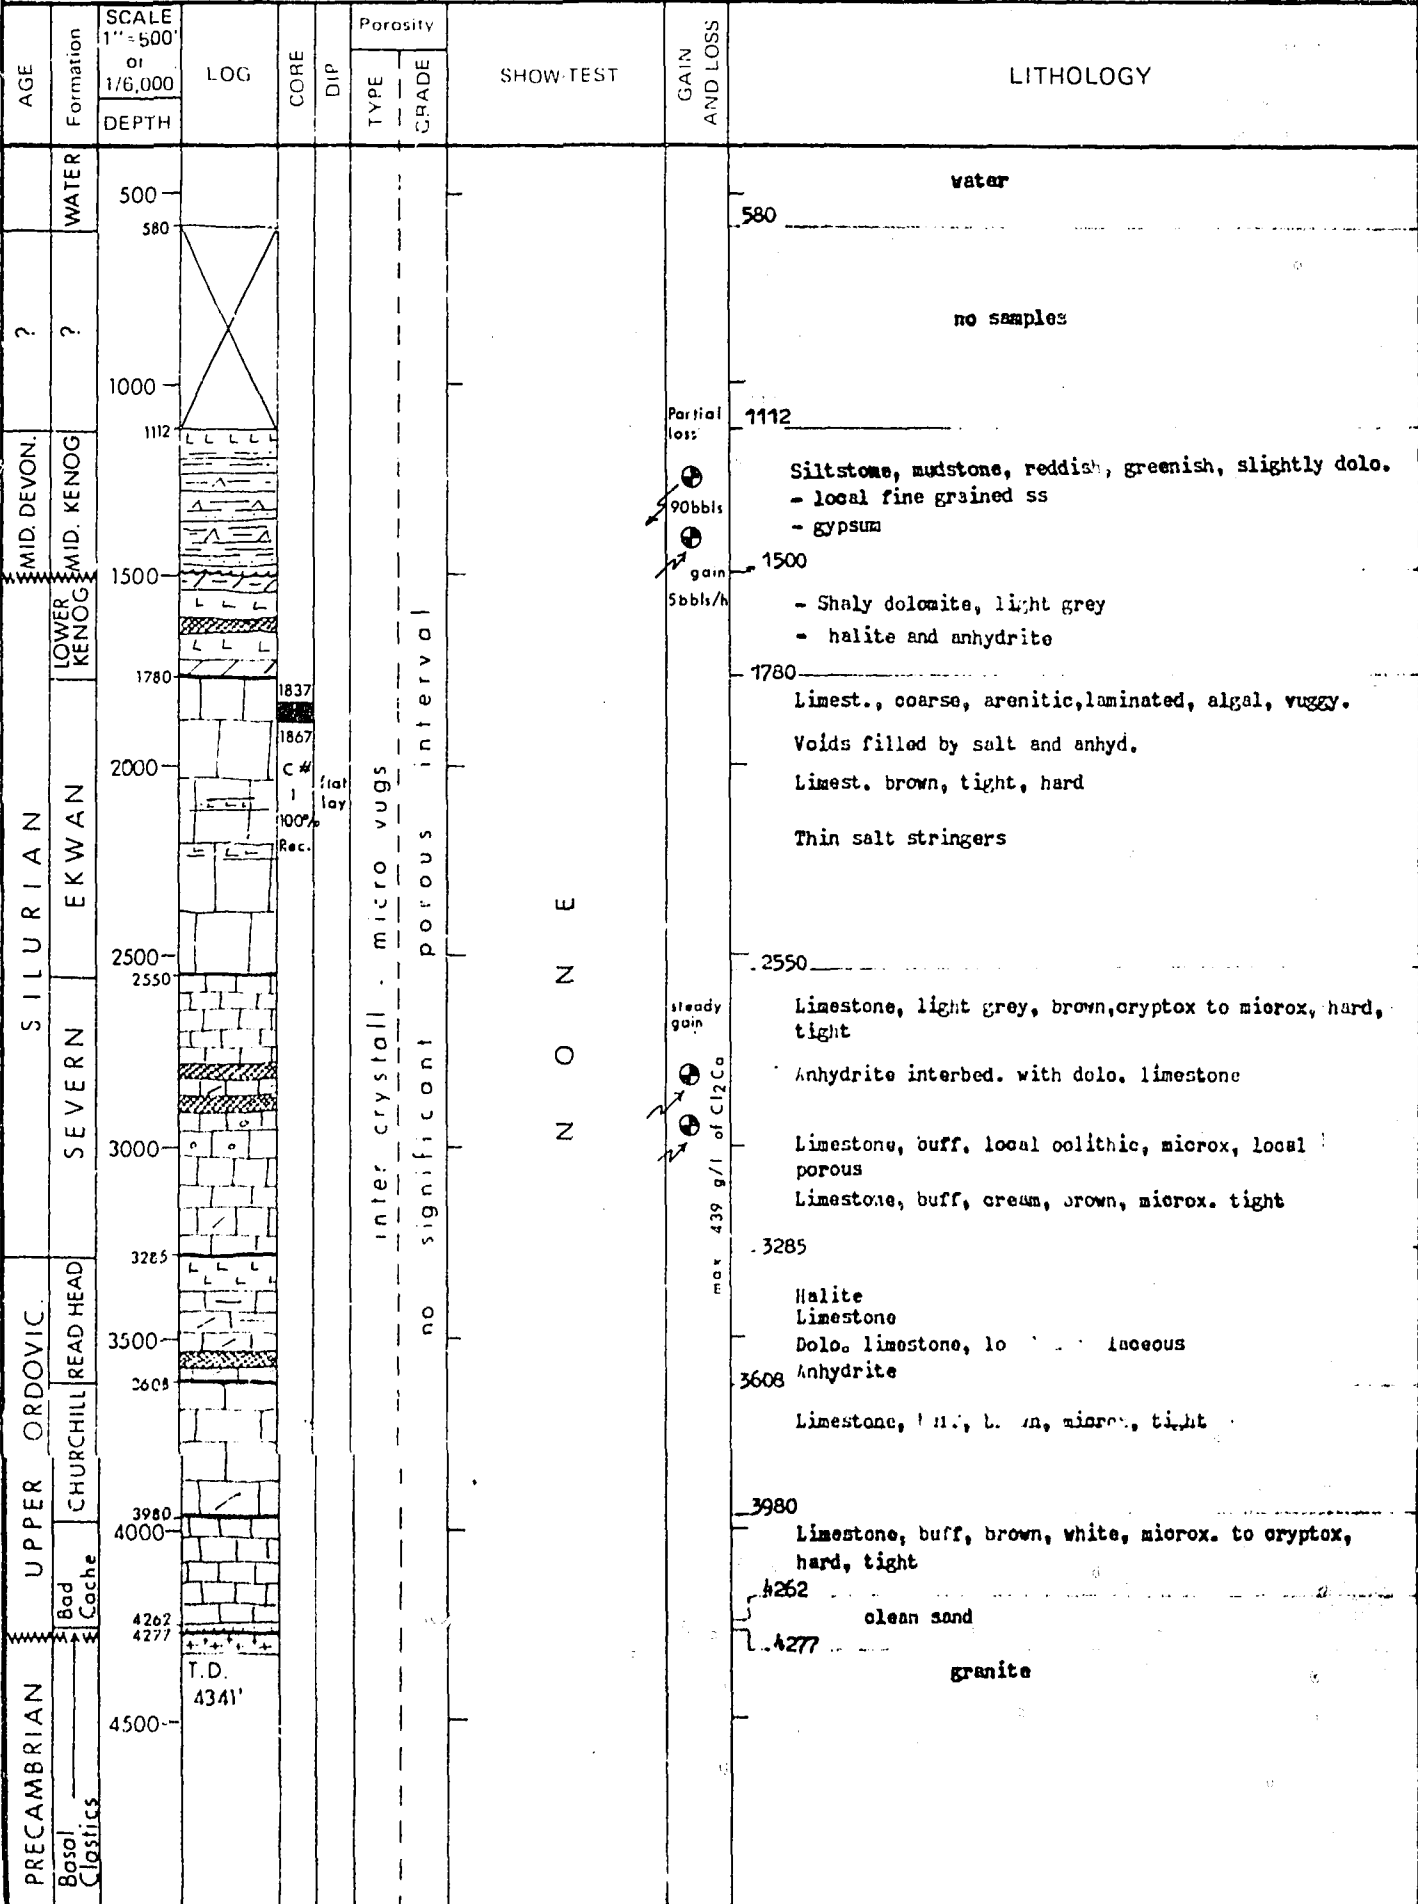 AGE
Formation
SCALE
1"=500'
or
1/6,000
DEPTH
LOG
CORE
DIP
Porosity
TYPE
GRADE
SHOW-TEST
GAIN
AND LOSS
LITHOLOGY
WATER
500
580
water
580
?
?
no samples
1000
1112
Partial
loss
1112
MID. DEVON.
MID. KENOG
90bbls
gain
5bbls/h
Siltstone, mudstone, reddish, greenish, slightly dolo.
- local fine grained ss
- gypsum
1500
1500
LOWER
KENOG
- Shaly dolomite, light grey
- halite and anhydrite
1780
1780
SILURIAN
EKWAN
1837
1867
C #
1
100%
Rec.
flat
lay
Limest., coarse, arenitic,laminated, algal, vuggy.
Voids filled by salt and anhyd.
Limest. brown, tight, hard
Thin salt stringers
2000
inter crystall - micro vugs
no significant porous interval
NONE
2500
2550
2550
SEVERN
steady
gain
max 439 g/l of Cl2Ca
Limestone, light grey, brown,cryptox to microx, hard,
tight
Anhydrite interbed. with dolo. limestone
3000
Limestone, buff, local oolithic, microx, local
porous
Limestone, buff, cream, brown, microx. tight
3285
3285
UPPER ORDOVIC.
READ HEAD
Halite
Limestone
Dolo. limestone,
Anhydrite
3500
3608
3608
CHURCHILL
Limestone, tight
3980
3980
4000
Bad
Cache
Limestone, buff, brown, white, microx. to cryptox,
hard, tight
4262
4262
clean sand
4277
4277
granite
T.D.
4341'
4500
PRECAMBRIAN
Basal
Clastics